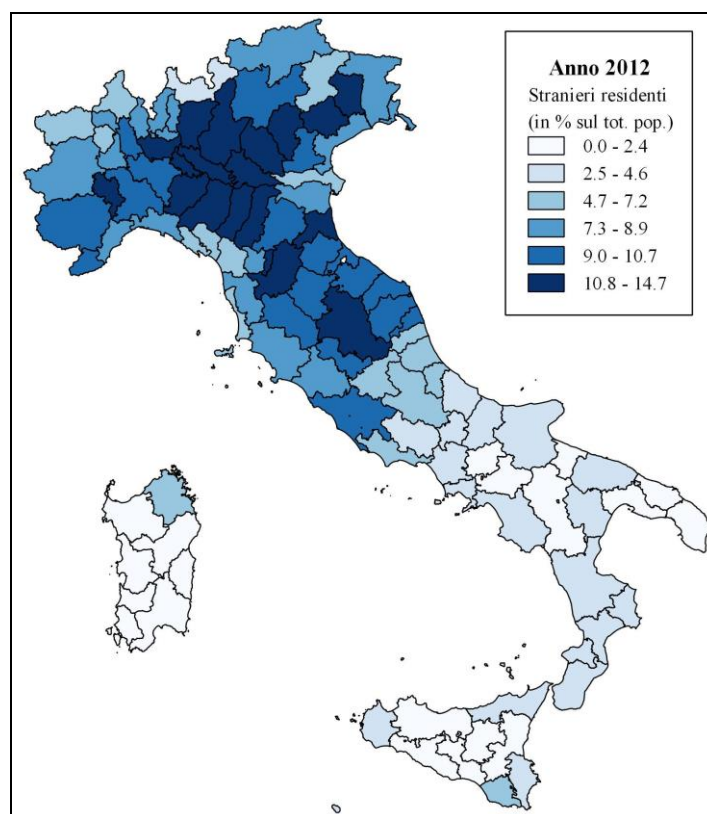 Anno 2012
Stranieri residenti
(in % sul tot. pop.)
0.0 - 2.4
2.5 - 4.6
4.7 - 7.2
7.3 - 8.9
9.0 - 10.7
10.8 - 14.7